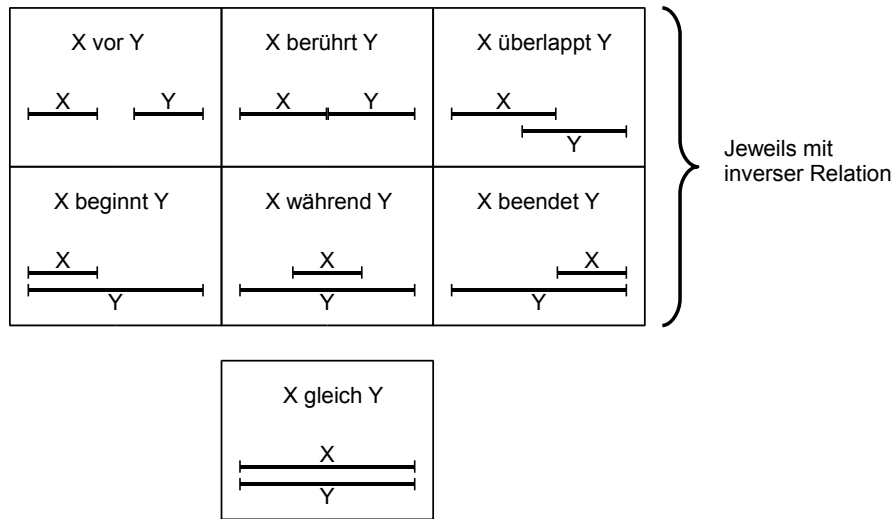 X vor Y
X berührt Y
X überlappt Y
X
Y
X
Y
X
Y
Jeweils mit
inverser Relation
X beginnt Y
X während Y
X beendet Y
X
Y
X
Y
X
Y
X gleich Y
X
Y